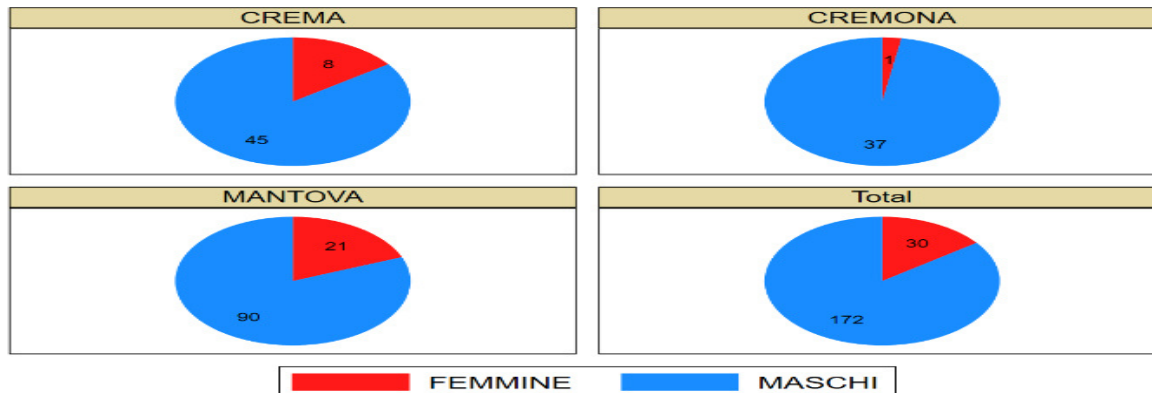 CREMA
8
45
CREMONA
1
37
MANTOVA
21
90
Total
30
172
FEMMINE MASCHI